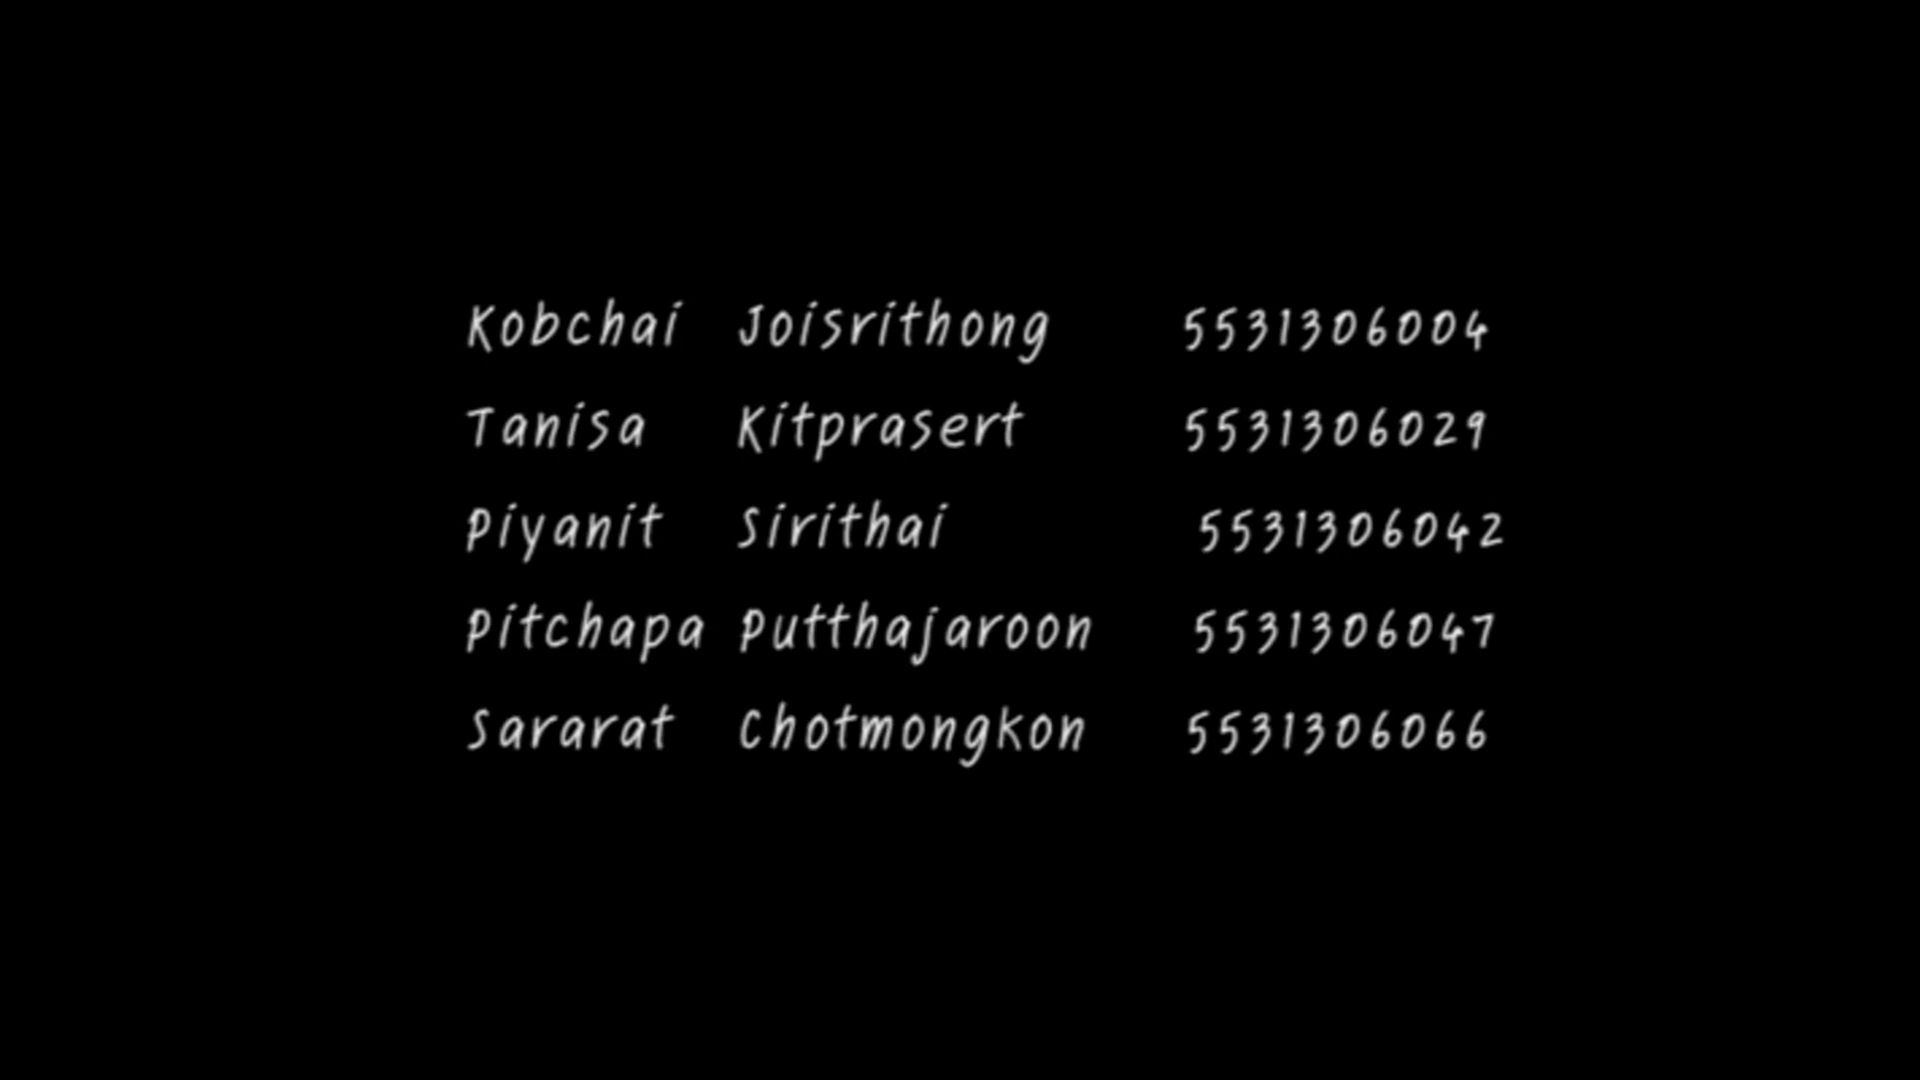 Kobchai Joisrithong 5531306004
Tanisa Kitprasert 5531306029
Piyanit Sirithai 5531306042
Pitchapa Putthajaroon 5531306047
Sararat Chotmongkon 5531306066